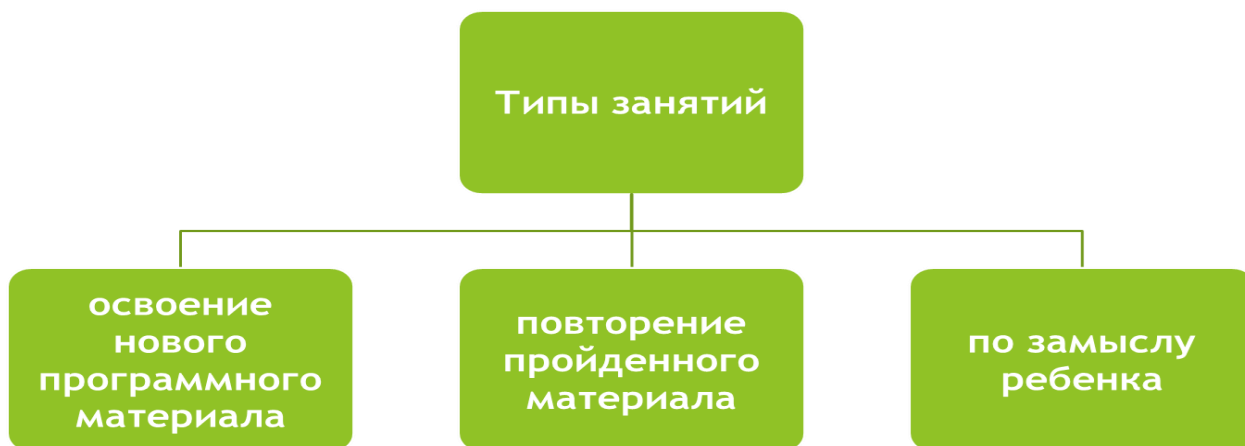 Типы занятий
освоение
нового
программного
материала
повторение
пройденного
материала
по замыслу
ребенка